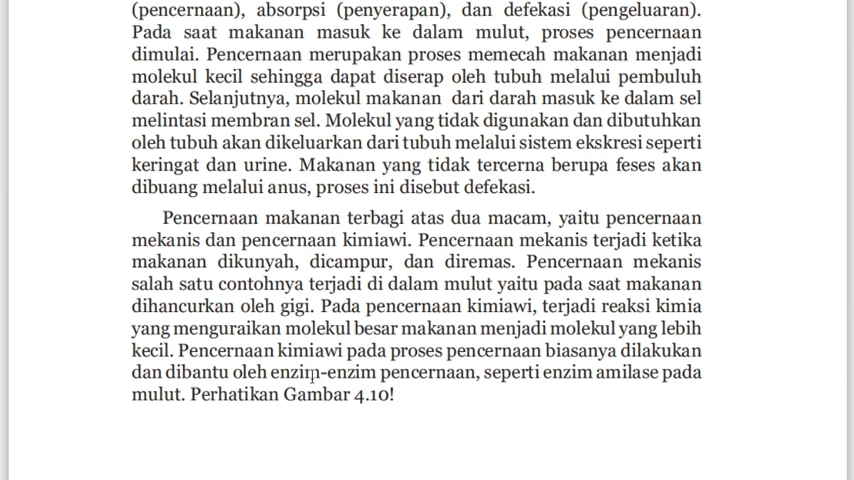 (pencernaan), absorpsi (penyerapan), dan defekasi (pengeluaran).
Pada saat makanan masuk ke dalam mulut, proses pencernaan
dimulai. Pencernaan merupakan proses memecah makanan menjadi
molekul kecil sehingga dapat diserap oleh tubuh melalui pembuluh
darah. Selanjutnya, molekul makanan dari darah masuk ke dalam sel
melintasi membran sel. Molekul yang tidak digunakan dan dibutuhkan
oleh tubuh akan dikeluarkan dari tubuh melalui sistem ekskresi seperti
keringat dan urine. Makanan yang tidak tercerna berupa feses akan
dibuang melalui anus, proses ini disebut defekasi.
Pencernaan makanan terbagi atas dua macam, yaitu pencernaan
mekanis dan pencernaan kimiawi. Pencernaan mekanis terjadi ketika
makanan dikunyah, dicampur, dan diremas. Pencernaan mekanis
salah satu contohnya terjadi di dalam mulut yaitu pada saat makanan
dihancurkan oleh gigi. Pada pencernaan kimiawi, terjadi reaksi kimia
yang menguraikan molekul besar makanan menjadi molekul yang lebih
kecil. Pencernaan kimiawi pada proses pencernaan biasanya dilakukan
dan dibantu oleh enzim-enzim pencernaan, seperti enzim amilase pada
mulut. Perhatikan Gambar 4.10!